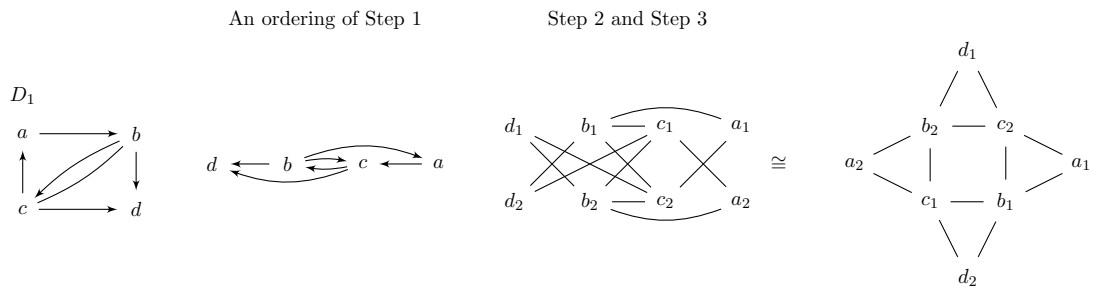 An ordering of Step 1
Step 2 and Step 3
D₁
a b
c d
d b c a
d₁ b₁ c₁ a₁
d₂ b₂ c₂ a₂
≅
d₁
b₂ c₂
a₂ a₁
c₁ b₁
d₂